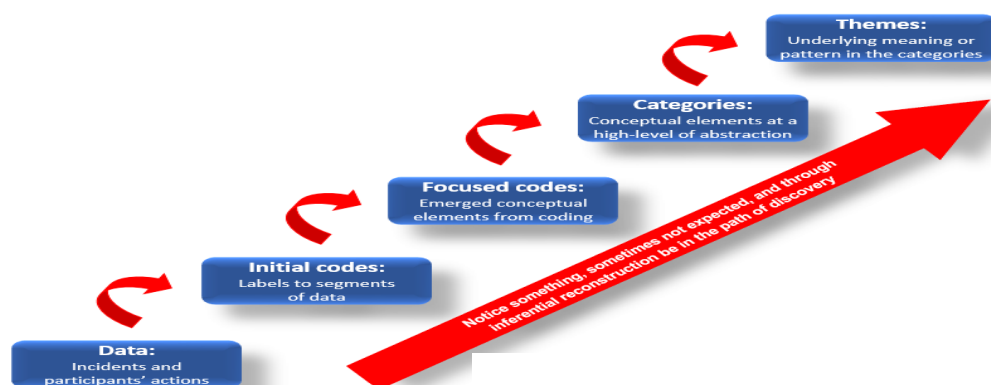 Themes:
Underlying meaning or
pattern in the categories
Categories:
Conceptual elements at a
high-level of abstraction
Focused codes:
Emerged conceptual
elements from coding
Initial codes:
Labels to segments
of data
Data:
Incidents and
participants’ actions
Notice something, sometimes not expected, and through
inferential reconstruction be in the path of discovery